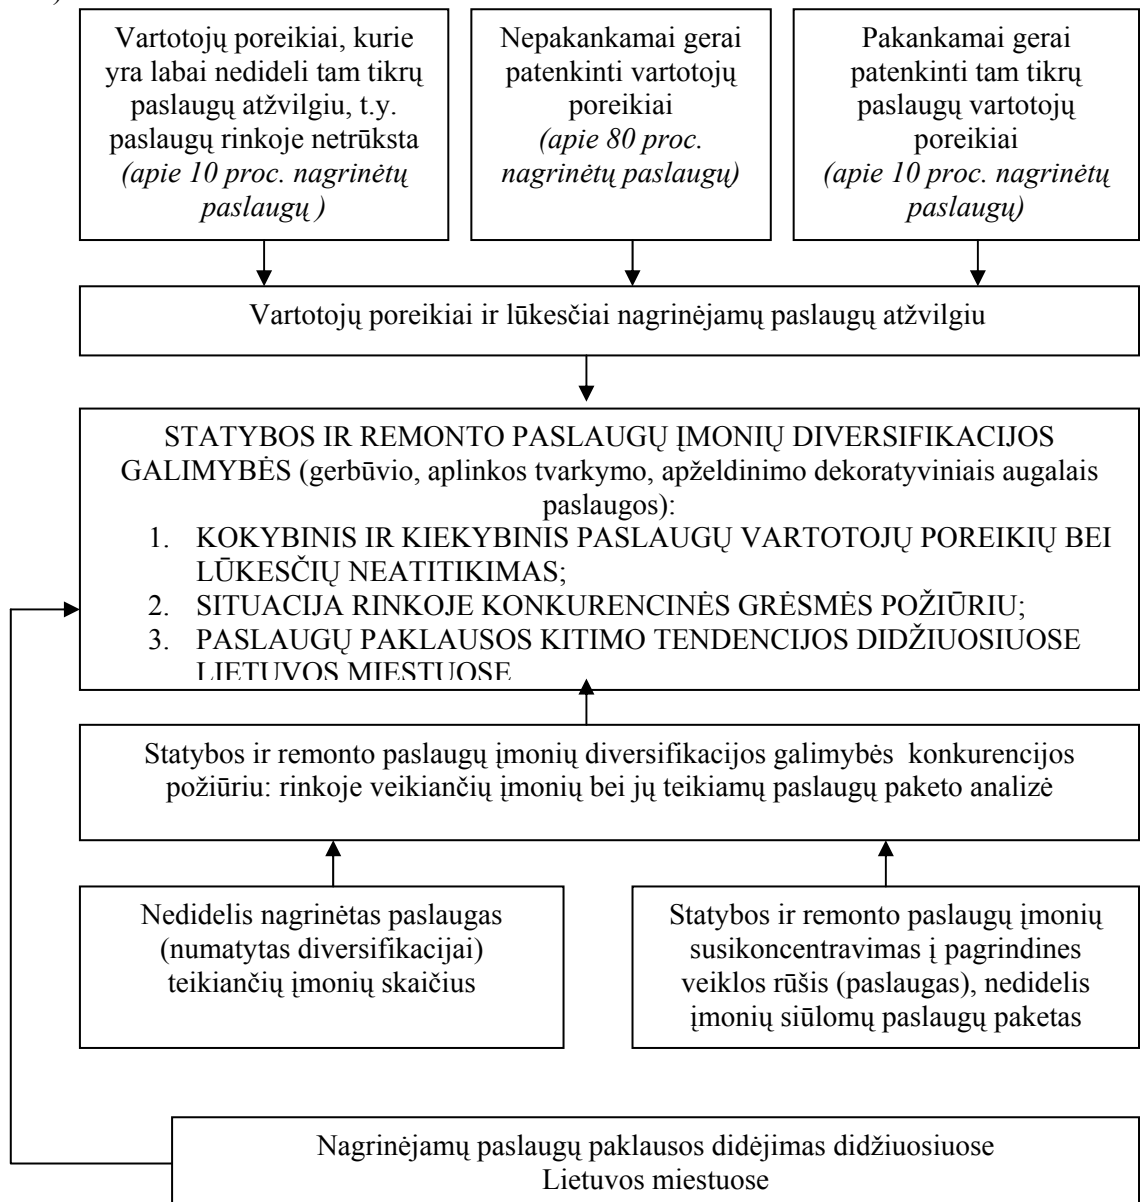 )
Vartotojų poreikiai, kurie
yra labai nedideli tam tikrų
paslaugų atžvilgiu, t.y.
paslaugų rinkoje netrūksta
(apie 10 proc. nagrinėtų
paslaugų )
Nepakankamai gerai
patenkinti vartotojų
poreikiai
(apie 80 proc.
nagrinėtų paslaugų)
Pakankamai gerai
patenkinti tam tikrų
paslaugų vartotojų
poreikiai
(apie 10 proc. nagrinėtų
paslaugų)
Vartotojų poreikiai ir lūkesčiai nagrinėjamų paslaugų atžvilgiu
STATYBOS IR REMONTO PASLAUGŲ ĮMONIŲ DIVERSIFIKACIJOS
GALIMYBĖS (gerbūvio, aplinkos tvarkymo, apželdinimo dekoratyviniais augalais
paslaugos):
1. KOKYBINIS IR KIEKYBINIS PASLAUGŲ VARTOTOJŲ POREIKIŲ BEI
LŪKESČIŲ NEATITIKIMAS;
2. SITUACIJA RINKOJE KONKURENCINĖS GRĖSMĖS POŽIŪRIU;
3. PASLAUGŲ PAKLAUSOS KITIMO TENDENCIJOS DIDŽIUOSIUOSE
LIETUVOS MIESTUOSE
Statybos ir remonto paslaugų įmonių diversifikacijos galimybės konkurencijos
požiūriu: rinkoje veikiančių įmonių bei jų teikiamų paslaugų paketo analizė
Nedidelis nagrinėtas paslaugas
(numatytas diversifikacijai)
teikiančių įmonių skaičius
Statybos ir remonto paslaugų įmonių
susikoncentravimas į pagrindines
veiklos rūšis (paslaugas), nedidelis
įmonių siūlomų paslaugų paketas
Nagrinėjamų paslaugų paklausos didėjimas didžiuosiuose
Lietuvos miestuose